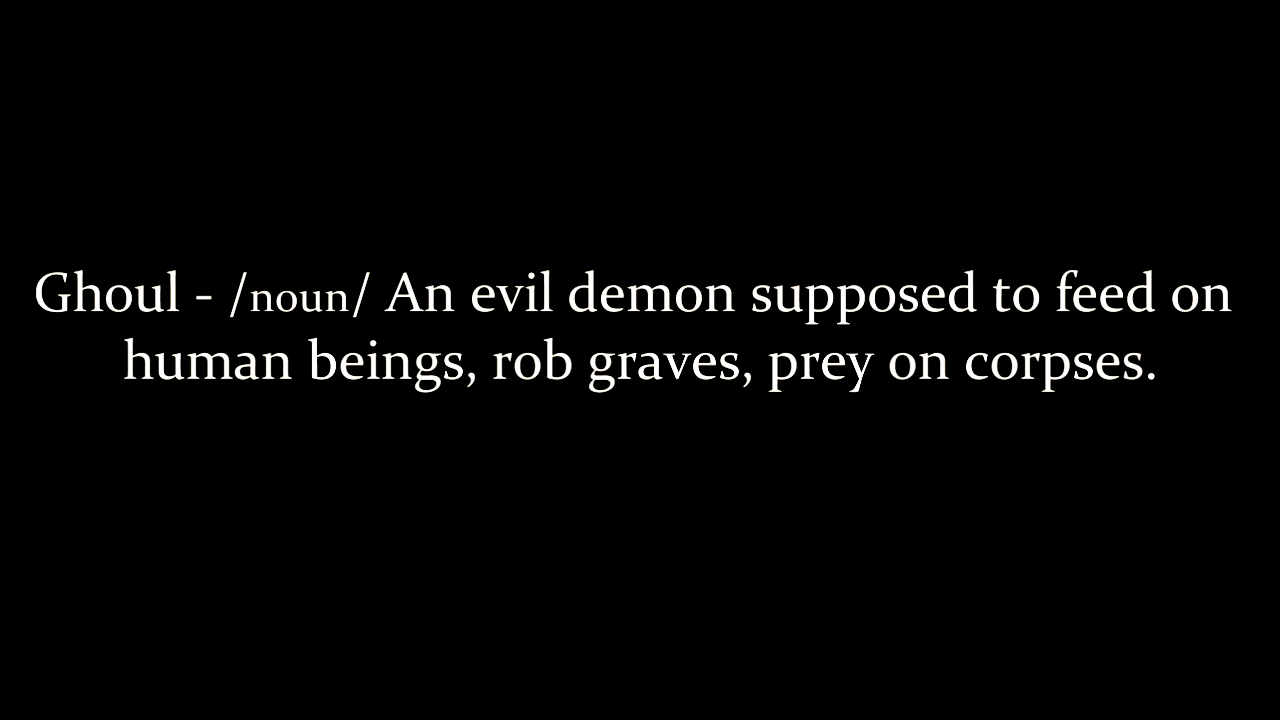 Ghoul - /noun/ An evil demon supposed to feed on
human beings, rob graves, prey on corpses.